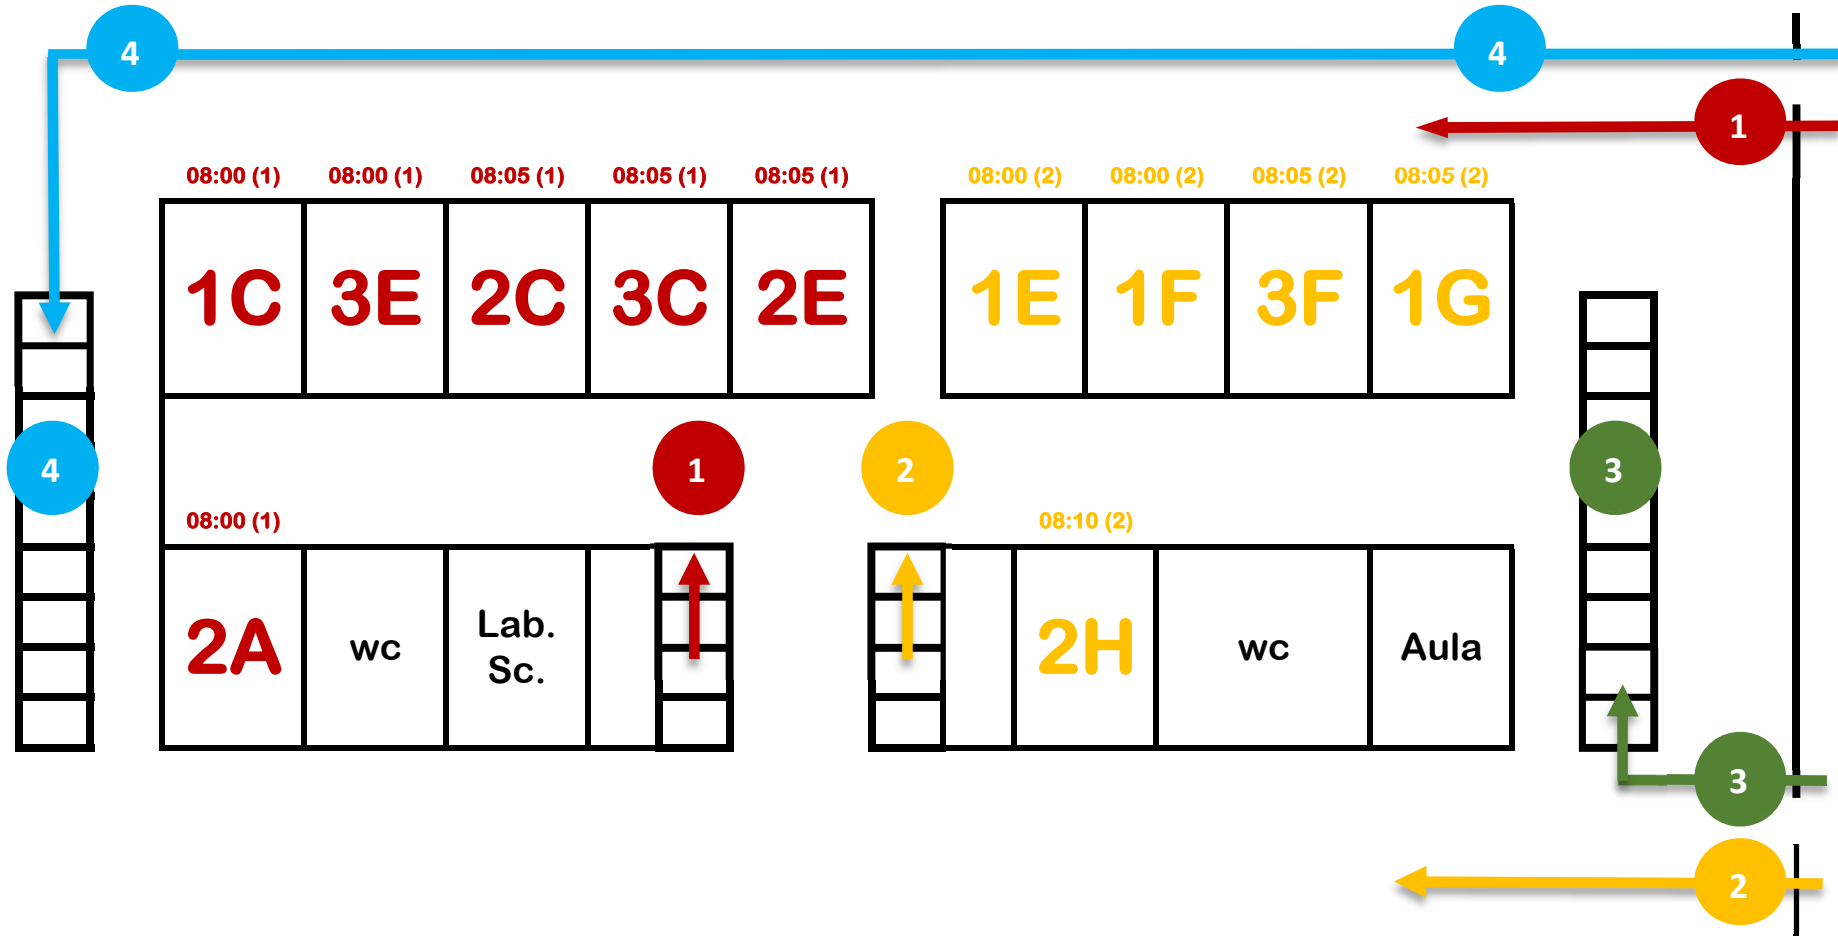 4
4
1
08:00 (1)
08:00 (1)
08:05 (1)
08:05 (1)
08:05 (1)
08:00 (2)
08:00 (2)
08:05 (2)
08:05 (2)
1C
3E
2C
3C
2E
1E
1F
3F
1G
4
1
2
3
08:00 (1)
08:10 (2)
2A
wc
Lab.
Sc.
2H
wc
Aula
3
2